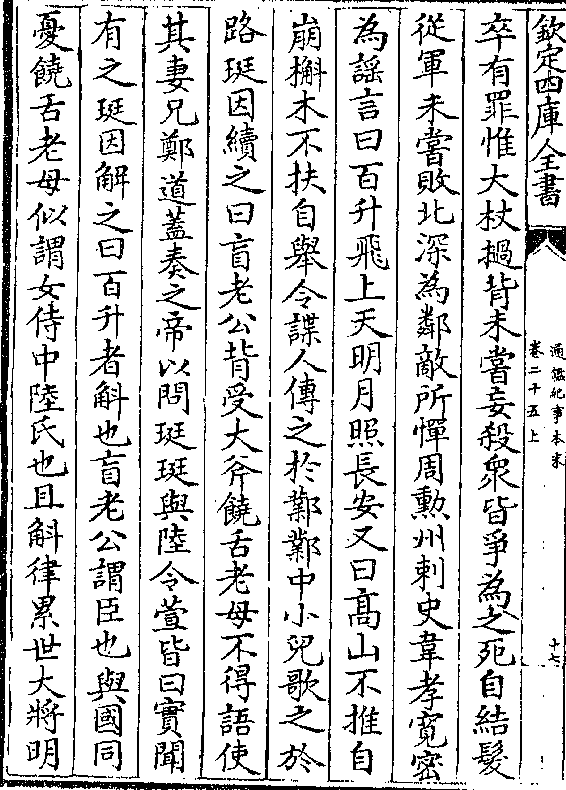 欽定四庫全書
通鑑紀事本末
卷二十五上
十七
卒有罪惟大杖撾背未嘗妄殺衆皆爭為之死自結髮
從軍未嘗敗北深為鄰敵所憚周勳州刺史韋孝寛密
為謡言曰百升飛上天明月照長安又曰髙山不推自
崩槲木不扶自舉令諜人傳之於鄴鄴中小兒歌之於
路珽因續之曰盲老公背受大斧饒舌老母不得語使
其妻兄鄭道蓋奏之帝以問珽珽與陸令萱皆曰實聞
有之珽因解之曰百升者斛也盲老公謂臣也與國同
憂饒舌老母似謂女侍中陸氏也且斛律累世大將明